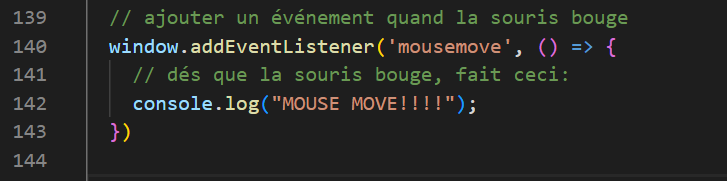 139 // ajouter un événement quand la souris bouge
140 window.addEventListener('mousemove', () => {
141 // dés que la souris bouge, fait ceci:
142 console.log("MOUSE MOVE!!!!");
143 })
144